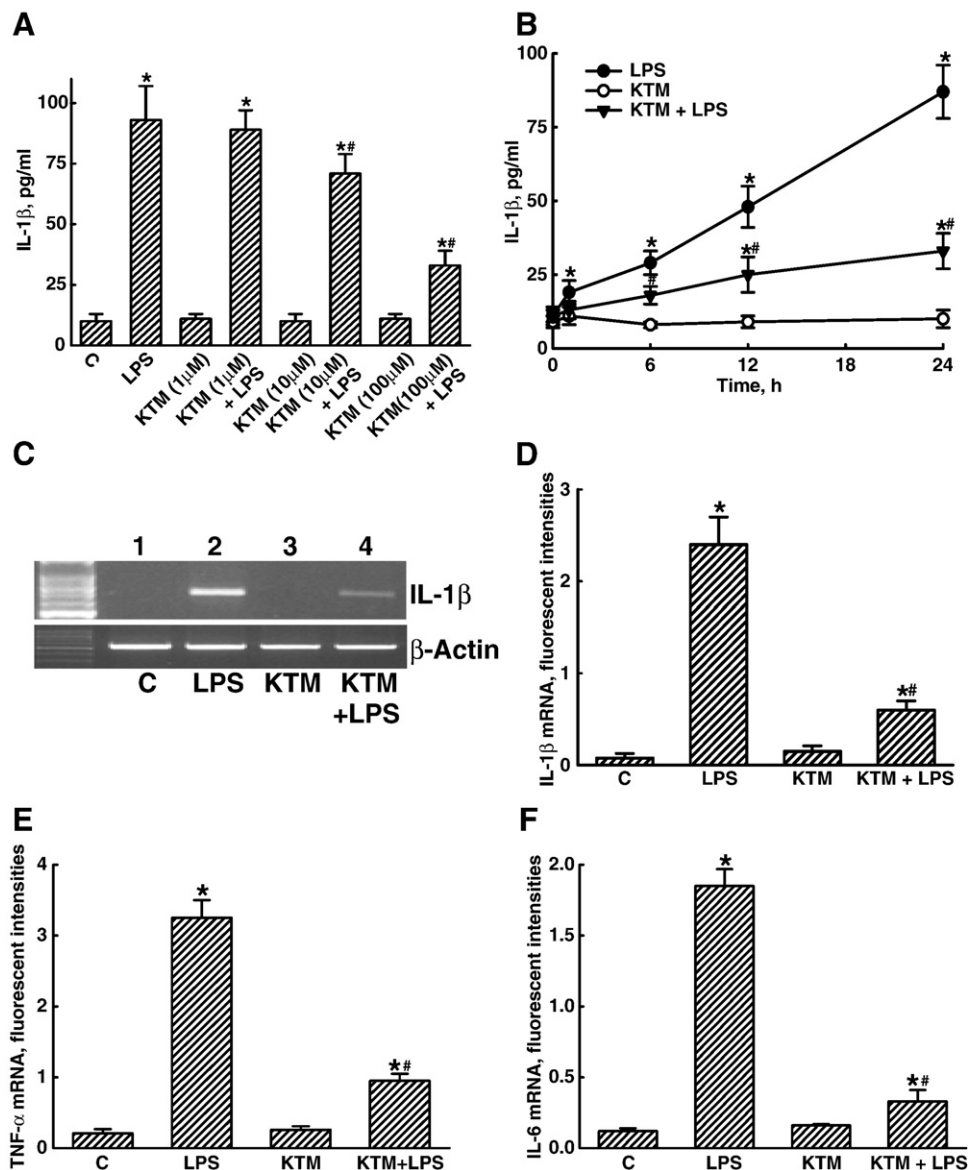 A
IL-1β, pg/ml
100
75
50
25
0
*
*
*#
*#
C
LPS
KTM (1μM)
KTM (1μM)
+ LPS
KTM (10μM)
KTM (10μM)
+ LPS
KTM (100μM)
KTM(100μM)
+ LPS
B
IL-1β, pg/ml
100
75
50
25
0
LPS
KTM
KTM + LPS
*
*
*
*
#
*#
*#
0 6 12 18 24
Time, h
C
1 2 3 4
IL-1β
β-Actin
C LPS KTM KTM
+LPS
D
IL-1β mRNA, fluorescent intensities
3
2
1
0
*
*#
C LPS KTM KTM + LPS
E
TNF-α mRNA, fluorescent intensities
4
3
2
1
0
*
*#
C LPS KTM KTM+LPS
F
IL-6 mRNA, fluorescent intensities
2.0
1.5
1.0
0.5
0.0
*
*#
C LPS KTM KTM + LPS